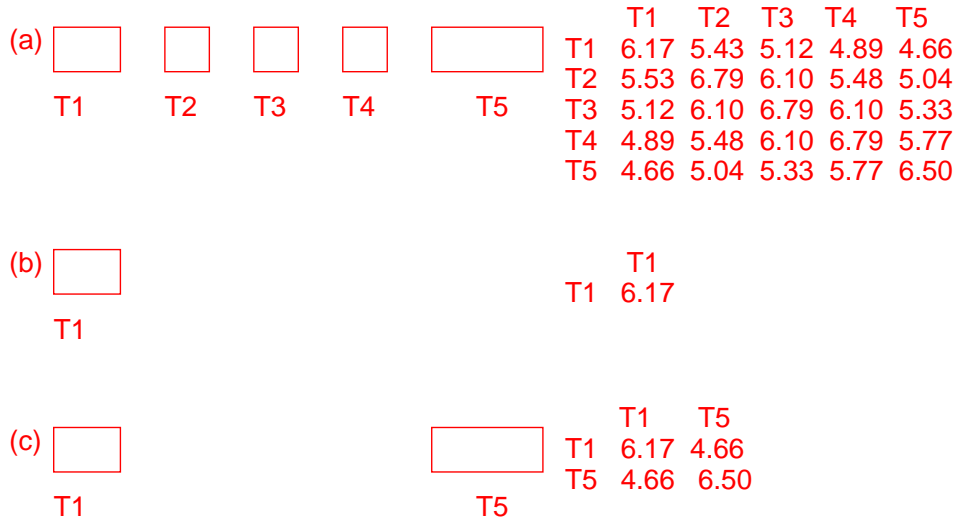 T1 T2 T3 T4 T5
(a) T1 6.17 5.43 5.12 4.89 4.66
T2 5.53 6.79 6.10 5.48 5.04
T1 T2 T3 T4 T5 T3 5.12 6.10 6.79 6.10 5.33
T4 4.89 5.48 6.10 6.79 5.77
T5 4.66 5.04 5.33 5.77 6.50
(b) T1
T1 6.17
T1
T1 T5
(c) T1 6.17 4.66
T5 4.66 6.50
T1 T5